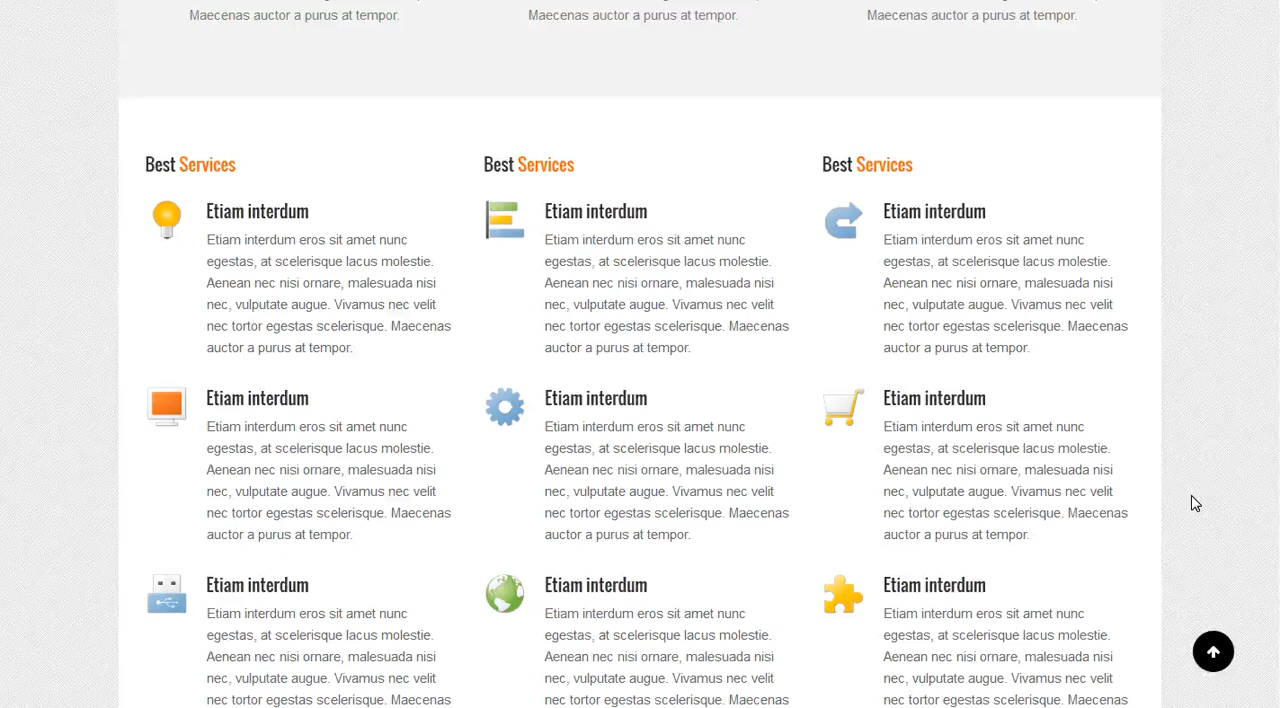 Maecenas auctor a purus at tempor.
Maecenas auctor a purus at tempor.
Maecenas auctor a purus at tempor.
Best Services
Etiam interdum
Etiam interdum eros sit amet nunc
egestas, at scelerisque lacus molestie.
Aenean nec nisi ornare, malesuada nisi
nec, vulputate augue. Vivamus nec velit
nec tortor egestas scelerisque. Maecenas
auctor a purus at tempor.
Etiam interdum
Etiam interdum eros sit amet nunc
egestas, at scelerisque lacus molestie.
Aenean nec nisi ornare, malesuada nisi
nec, vulputate augue. Vivamus nec velit
nec tortor egestas scelerisque. Maecenas
auctor a purus at tempor.
Etiam interdum
Etiam interdum eros sit amet nunc
egestas, at scelerisque lacus molestie.
Aenean nec nisi ornare, malesuada nisi
nec, vulputate augue. Vivamus nec velit
nec tortor egestas scelerisque. Maecenas
Best Services
Etiam interdum
Etiam interdum eros sit amet nunc
egestas, at scelerisque lacus molestie.
Aenean nec nisi ornare, malesuada nisi
nec, vulputate augue. Vivamus nec velit
nec tortor egestas scelerisque. Maecenas
auctor a purus at tempor.
Etiam interdum
Etiam interdum eros sit amet nunc
egestas, at scelerisque lacus molestie.
Aenean nec nisi ornare, malesuada nisi
nec, vulputate augue. Vivamus nec velit
nec tortor egestas scelerisque. Maecenas
auctor a purus at tempor.
Etiam interdum
Etiam interdum eros sit amet nunc
egestas, at scelerisque lacus molestie.
Aenean nec nisi ornare, malesuada nisi
nec, vulputate augue. Vivamus nec velit
nec tortor egestas scelerisque. Maecenas
Best Services
Etiam interdum
Etiam interdum eros sit amet nunc
egestas, at scelerisque lacus molestie.
Aenean nec nisi ornare, malesuada nisi
nec, vulputate augue. Vivamus nec velit
nec tortor egestas scelerisque. Maecenas
auctor a purus at tempor.
Etiam interdum
Etiam interdum eros sit amet nunc
egestas, at scelerisque lacus molestie.
Aenean nec nisi ornare, malesuada nisi
nec, vulputate augue. Vivamus nec velit
nec tortor egestas scelerisque. Maecenas
auctor a purus at tempor.
Etiam interdum
Etiam interdum eros sit amet nunc
egestas, at scelerisque lacus molestie.
Aenean nec nisi ornare, malesuada nisi
nec, vulputate augue. Vivamus nec velit
nec tortor egestas scelerisque. Maecenas